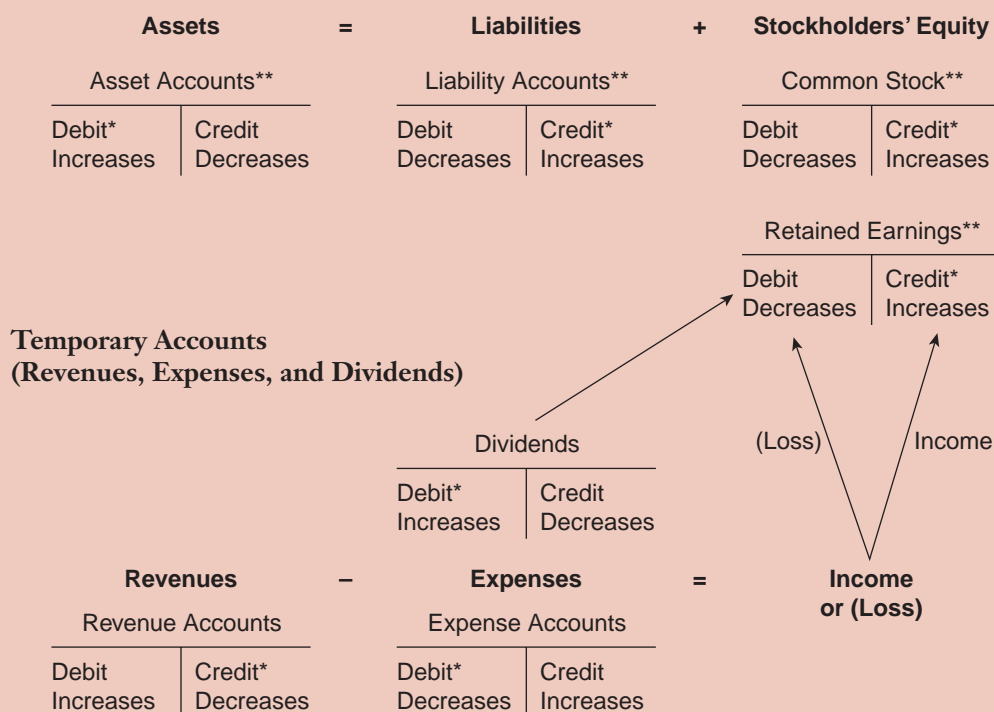 Assets = Liabilities + Stockholders' Equity
Asset Accounts** Liability Accounts** Common Stock**
Debit* Credit Debit Credit* Debit Credit*
Increases Decreases Decreases Increases Decreases Increases
Retained Earnings**
Debit Credit*
Decreases Increases
Temporary Accounts
(Revenues, Expenses, and Dividends)
(Loss) Income
Dividends
Debit* Credit
Increases Decreases
Revenues – Expenses = Income
or (Loss)
Revenue Accounts Expense Accounts
Debit Credit* Debit* Credit
Increases Decreases Decreases Increases